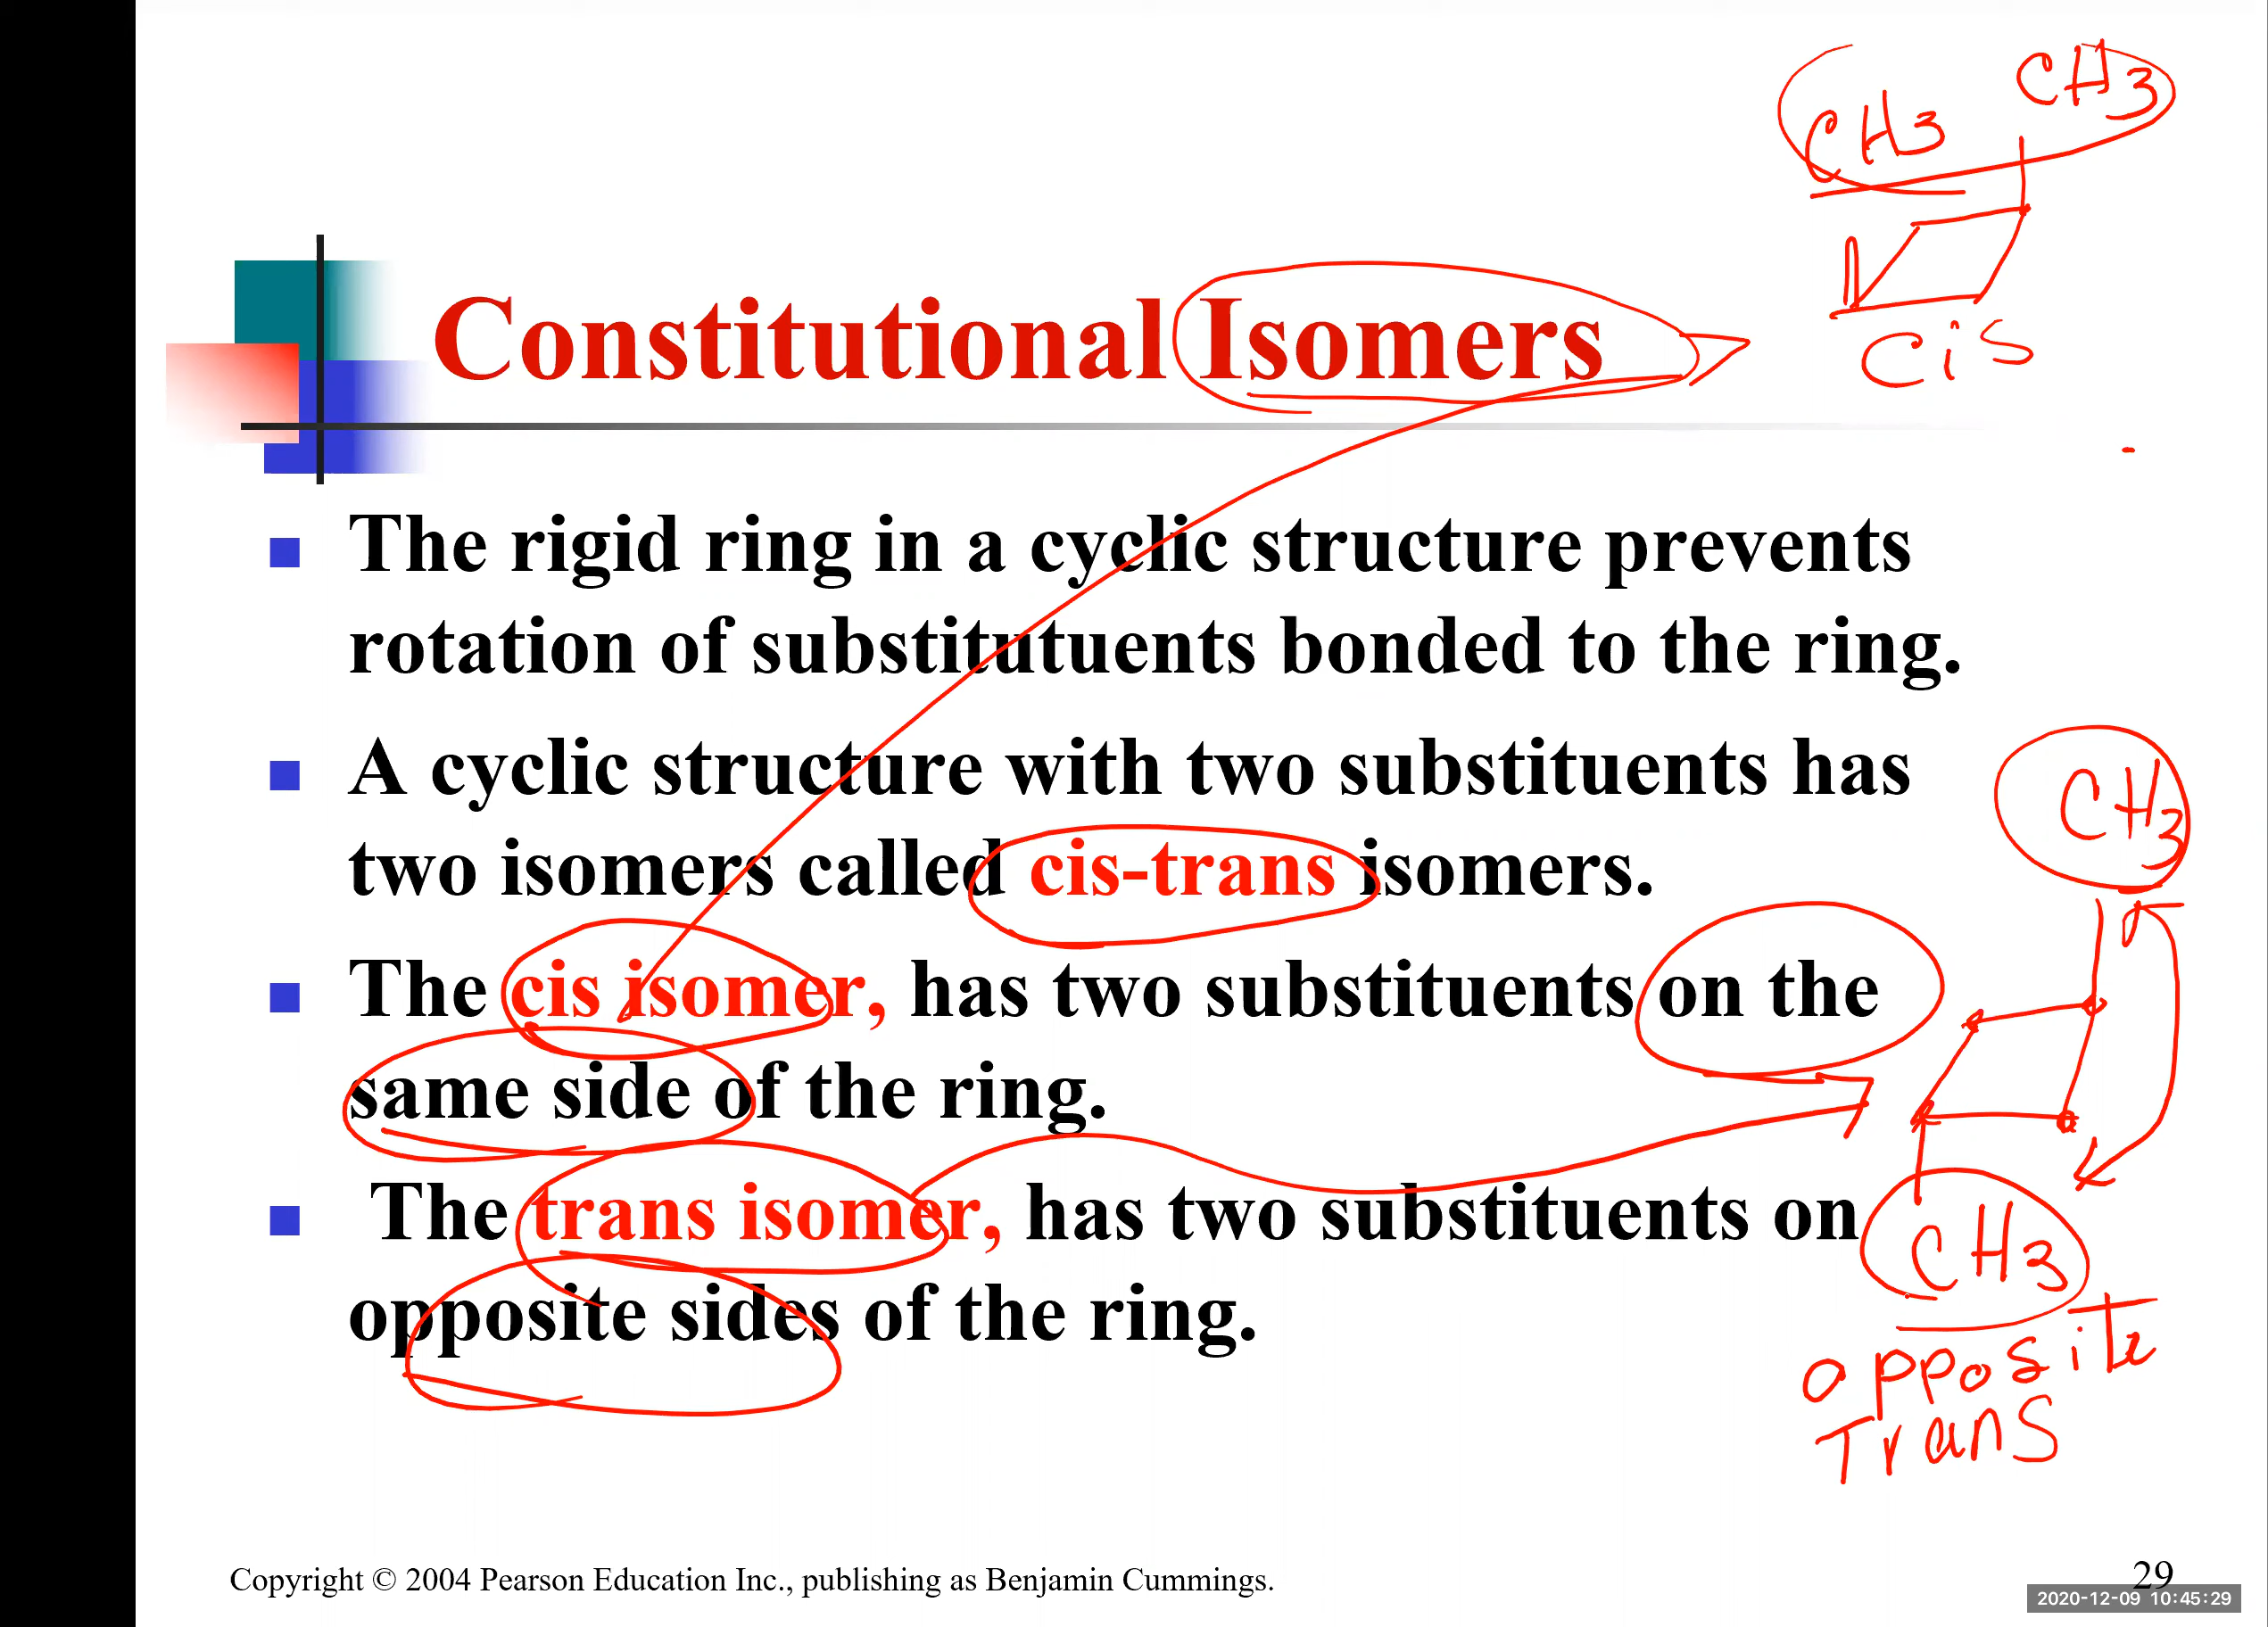 CH3 CH3
cis
Constitutional Isomers
The rigid ring in a cyclic structure prevents
rotation of substitutuents bonded to the ring.
A cyclic structure with two substituents has
two isomers called cis-trans isomers.
The cis isomer, has two substituents on the
same side of the ring.
The trans isomer, has two substituents on
opposite sides of the ring.
CH3
CH3
opposite
Trans
Copyright © 2004 Pearson Education Inc., publishing as Benjamin Cummings.
29
2020-12-09 10:45:29